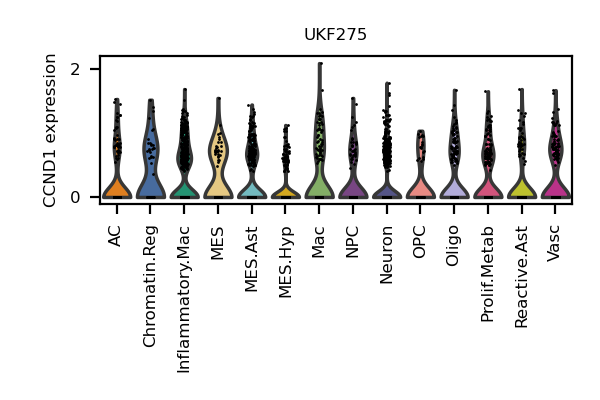 UKF275
CCND1 expression
2
0
AC
Chromatin.Reg
Inflammatory.Mac
MES
MES.Ast
MES.Hyp
Mac
NPC
Neuron
OPC
Oligo
Prolif.Metab
Reactive.Ast
Vasc